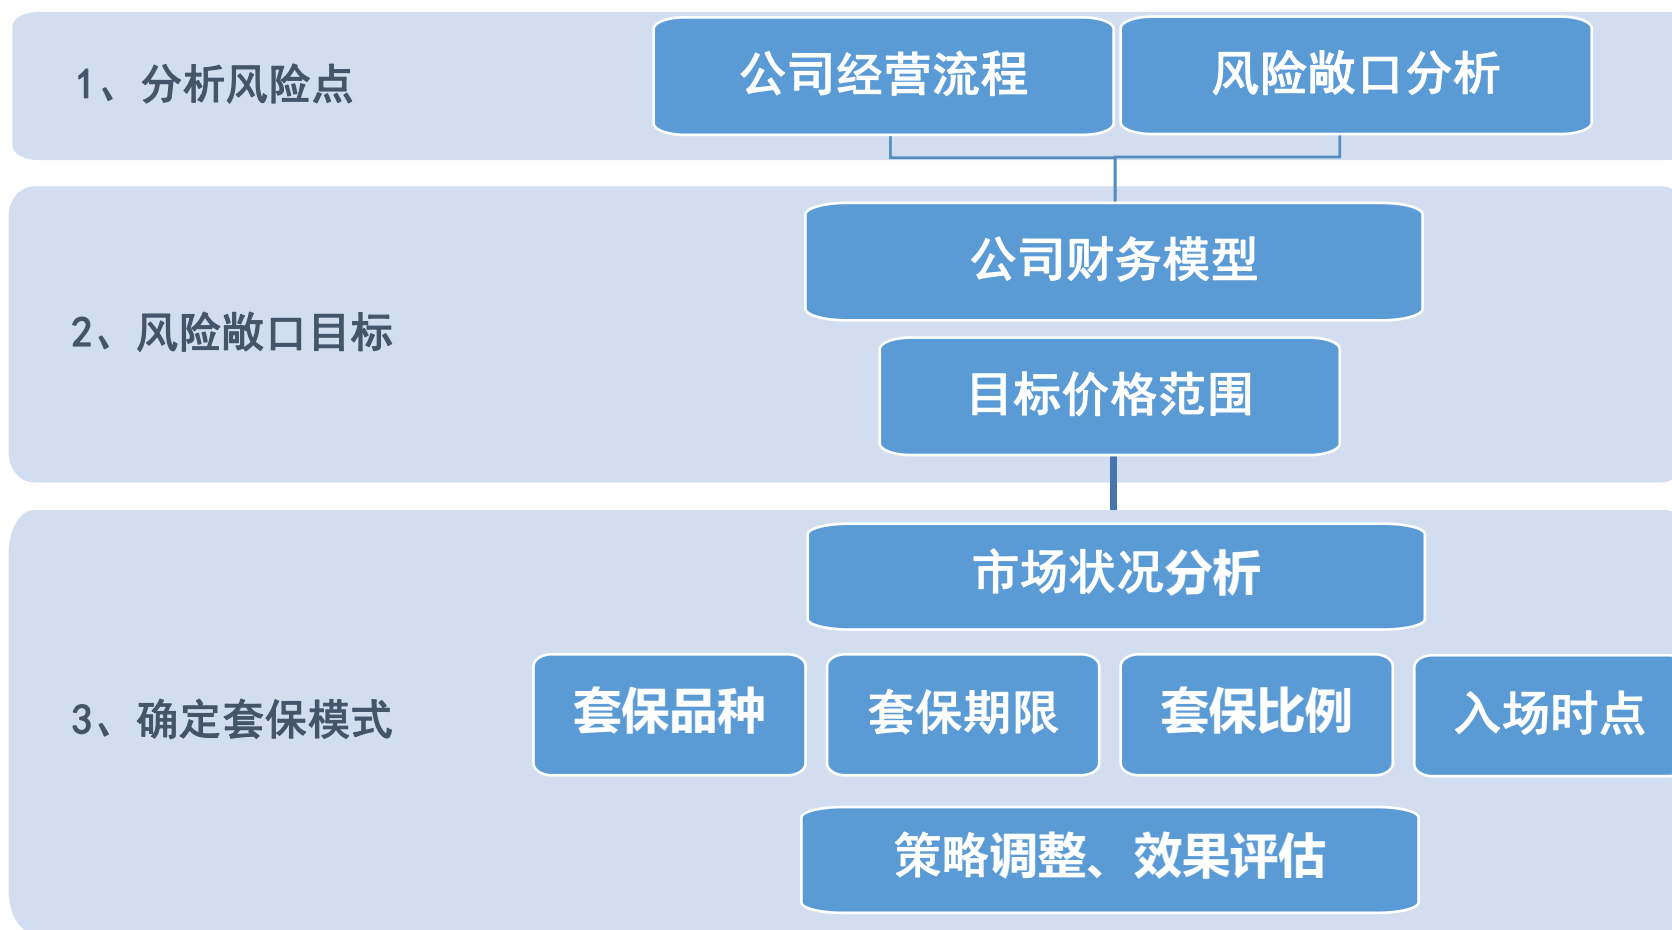 1、分析风险点
公司经营流程
风险敞口分析
2、风险敞口目标
公司财务模型
目标价格范围
3、确定套保模式
市场状况分析
套保品种
套保期限
套保比例
入场时点
策略调整、效果评估